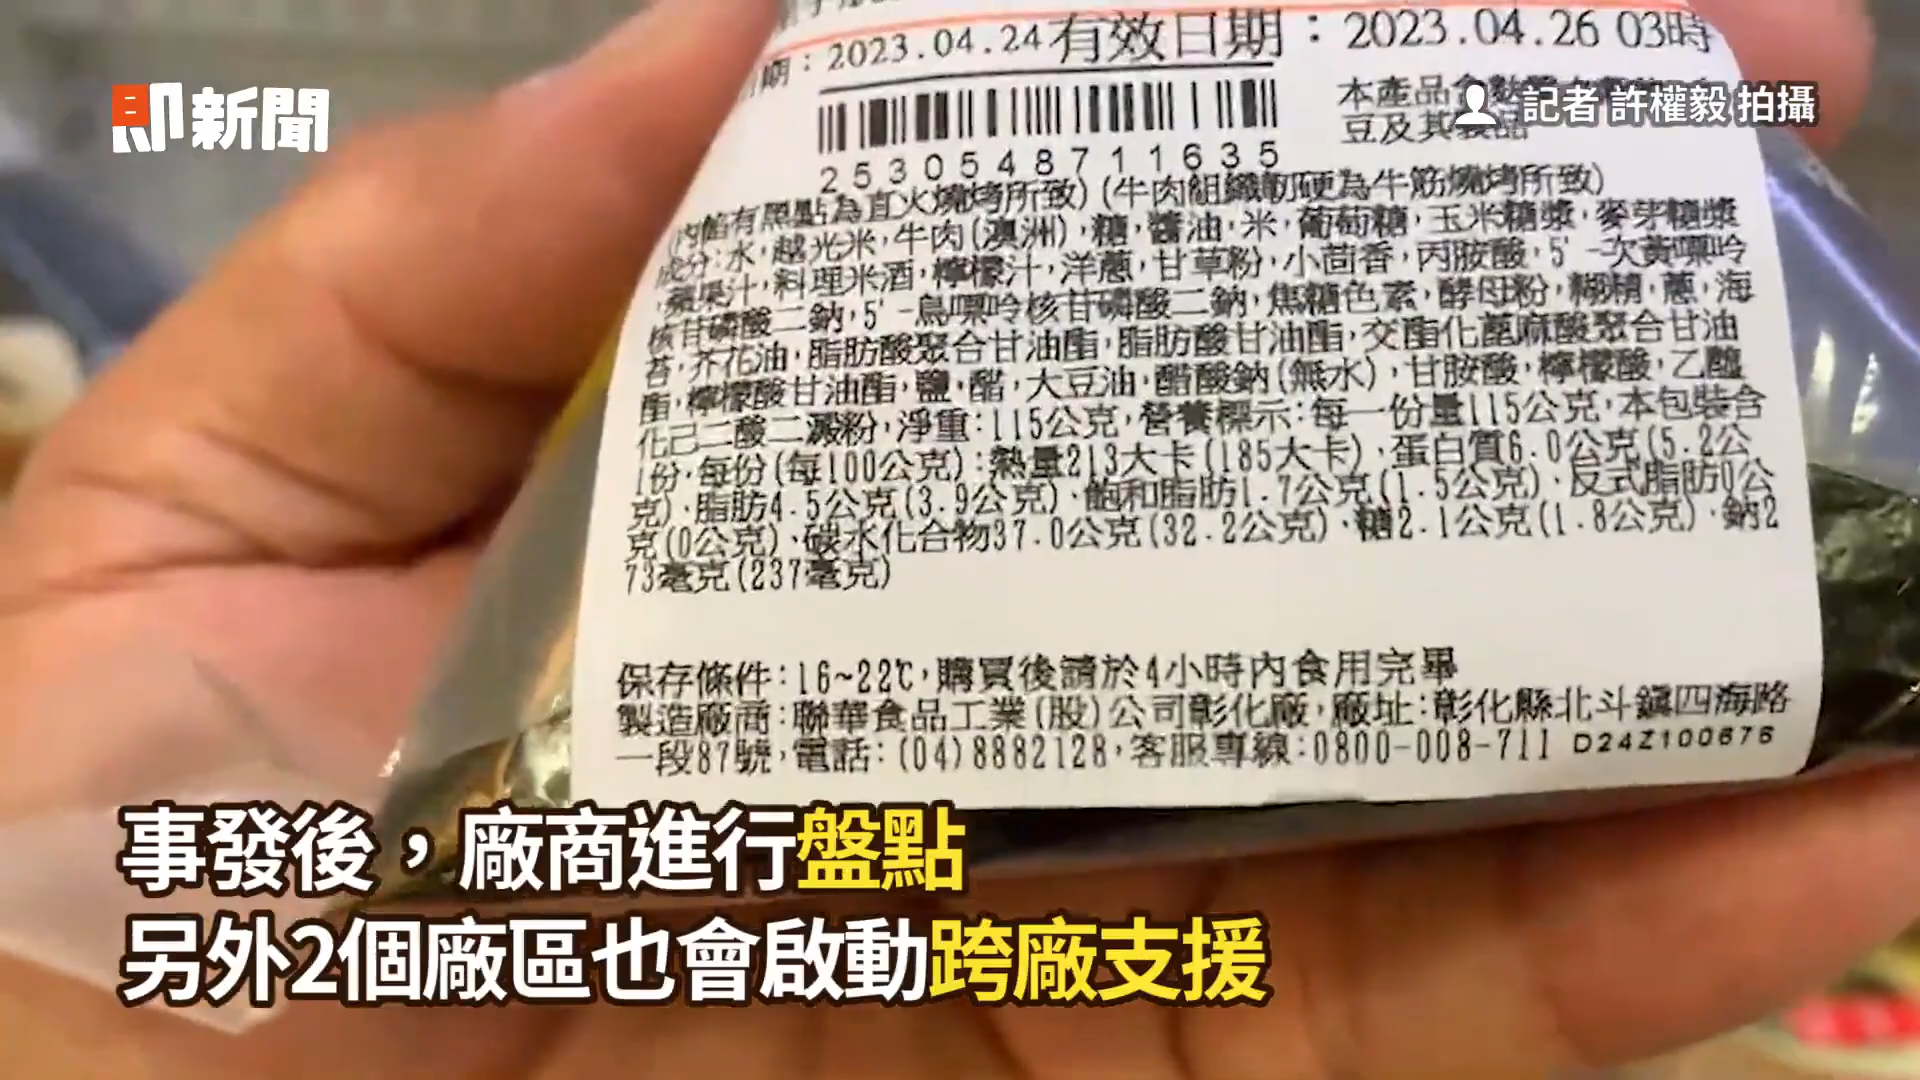 期：2023.04.24有效日期：2023.04.26 03時
即新聞
記者 許權毅 拍攝
本產品含
豆及其製品
2530548711635
(內餡有黑點為直火燒烤所致)(牛肉組織韌硬為牛筋燒烤所致)
成分:水,越光米,牛肉(澳洲),糖,醬油,米,葡萄糖,玉米糖漿,麥芽糖漿
,蘋果汁,料理米酒,檸檬汁,洋蔥,甘草粉,小茴香,丙胺酸,5'-次黃嘌呤
核苷磷酸二鈉,5'-鳥嘌呤核苷磷酸二鈉,焦糖色素,酵母粉,糊精,蔥,海
苔,芥花油,脂肪酸聚合甘油酯,脂肪酸甘油酯,交酯化蓖麻酸聚合甘油
酯,檸檬酸甘油酯,鹽,醋,大豆油,醋酸鈉(無水),甘胺酸,檸檬酸,乙醯
化己二酸二澱粉,淨重:115公克,營養標示:每一份量115公克,本包裝含
1份,每份(每100公克):熱量213大卡(185大卡)、蛋白質6.0公克(5.2公
克)、脂肪4.5公克(3.9公克)、飽和脂肪1.7公克(1.5公克)、反式脂肪0公
克(0公克)、碳水化合物37.0公克(32.2公克)、糖2.1公克(1.8公克)、鈉2
73毫克(237毫克)
保存條件:16~22℃,購買後請於4小時內食用完畢
製造廠商:聯華食品工業(股)公司彰化廠,廠址:彰化縣北斗鎮四海路
一段87號,電話:(04)8882128,客服專線:0800-008-711 D24Z100676
事發後，廠商進行盤點
另外2個廠區也會啟動跨廠支援